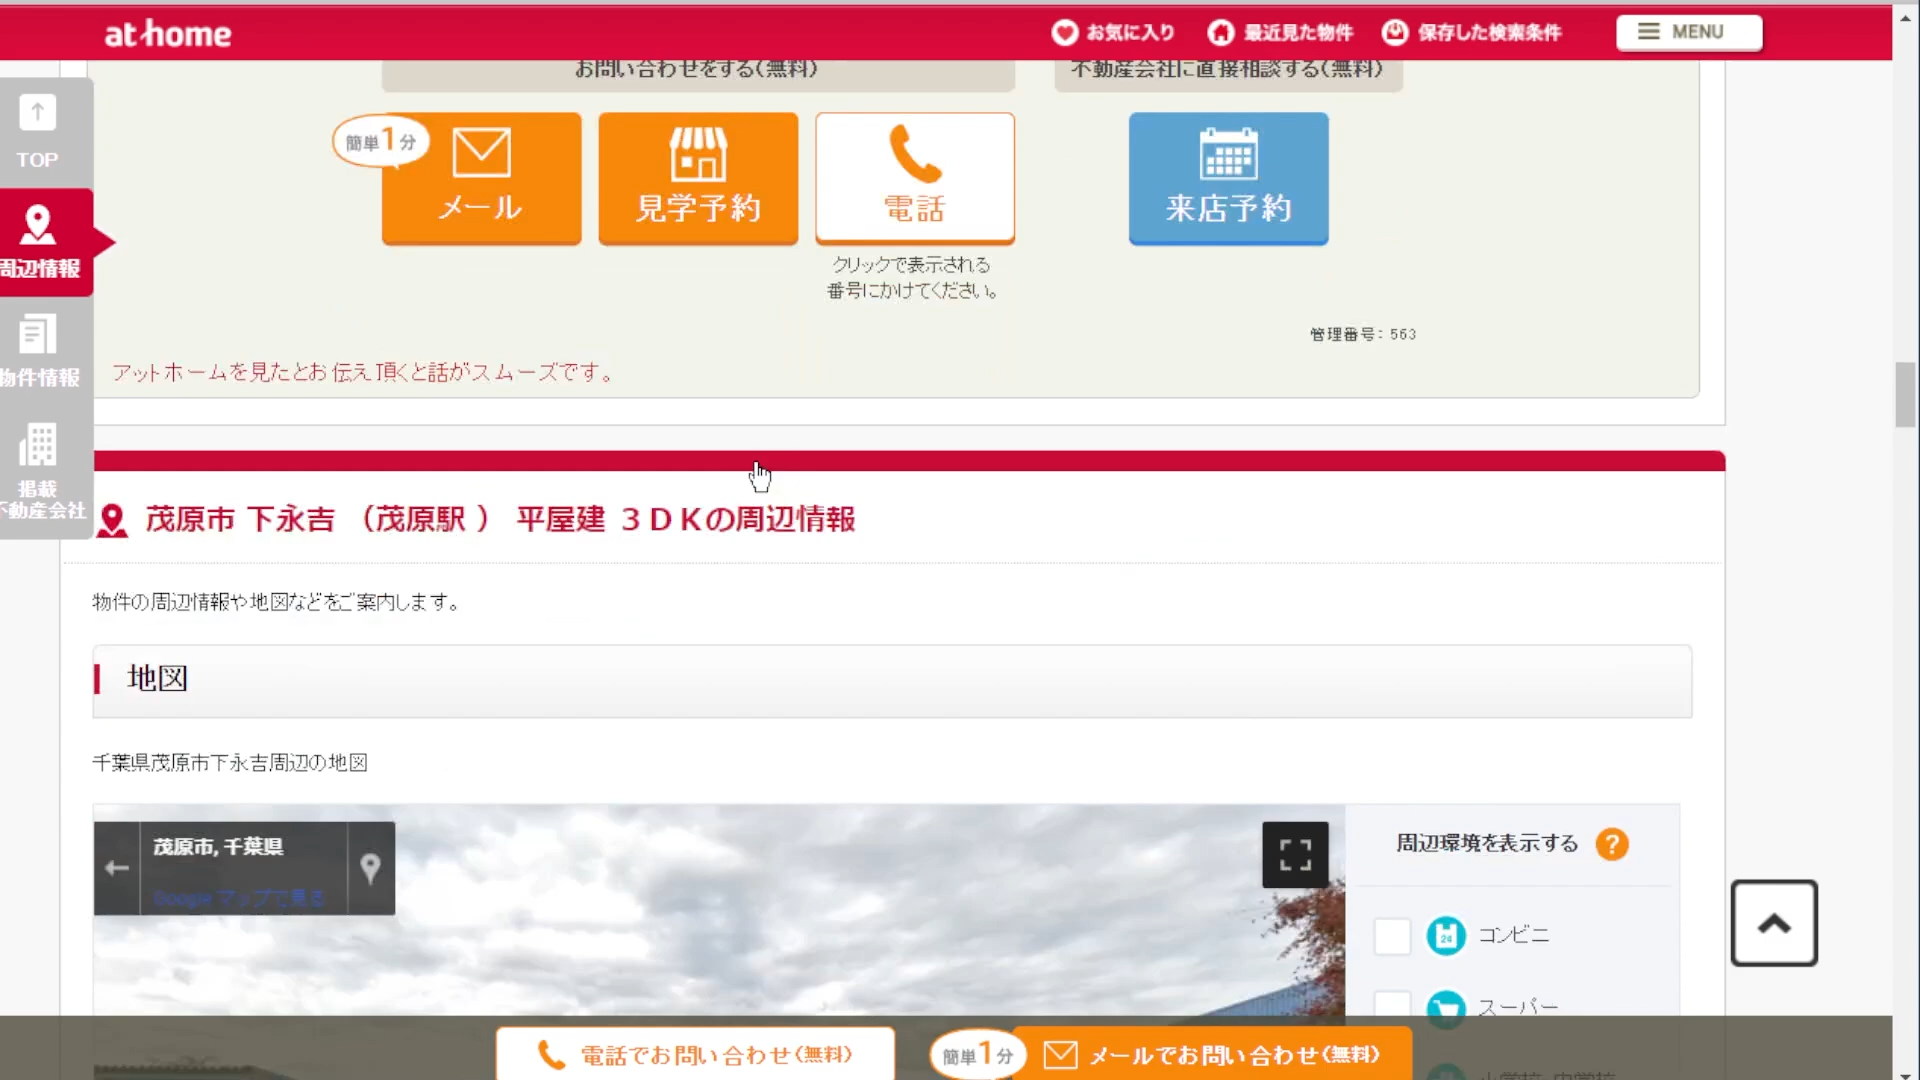 at home
お気に入り
最近見た物件
保存した検索条件
MENU
お問い合わせをする(無料)
不動産会社に直接相談する(無料)
TOP
周辺情報
物件情報
掲載
不動産会社
簡単1分
メール
見学予約
電話
来店予約
クリックで表示される
番号にかけてください。
管理番号：563
アットホームを見たとお伝え頂くと話がスムーズです。
茂原市 下永吉 （茂原駅 ） 平屋建 ３ＤＫの周辺情報
物件の周辺情報や地図などをご案内します。
地図
千葉県茂原市下永吉周辺の地図
茂原市, 千葉県
Google マップで見る
周辺環境を表示する
?
24
コンビニ
スーパー
電話でお問い合わせ(無料)
簡単1分
メールでお問い合わせ(無料)